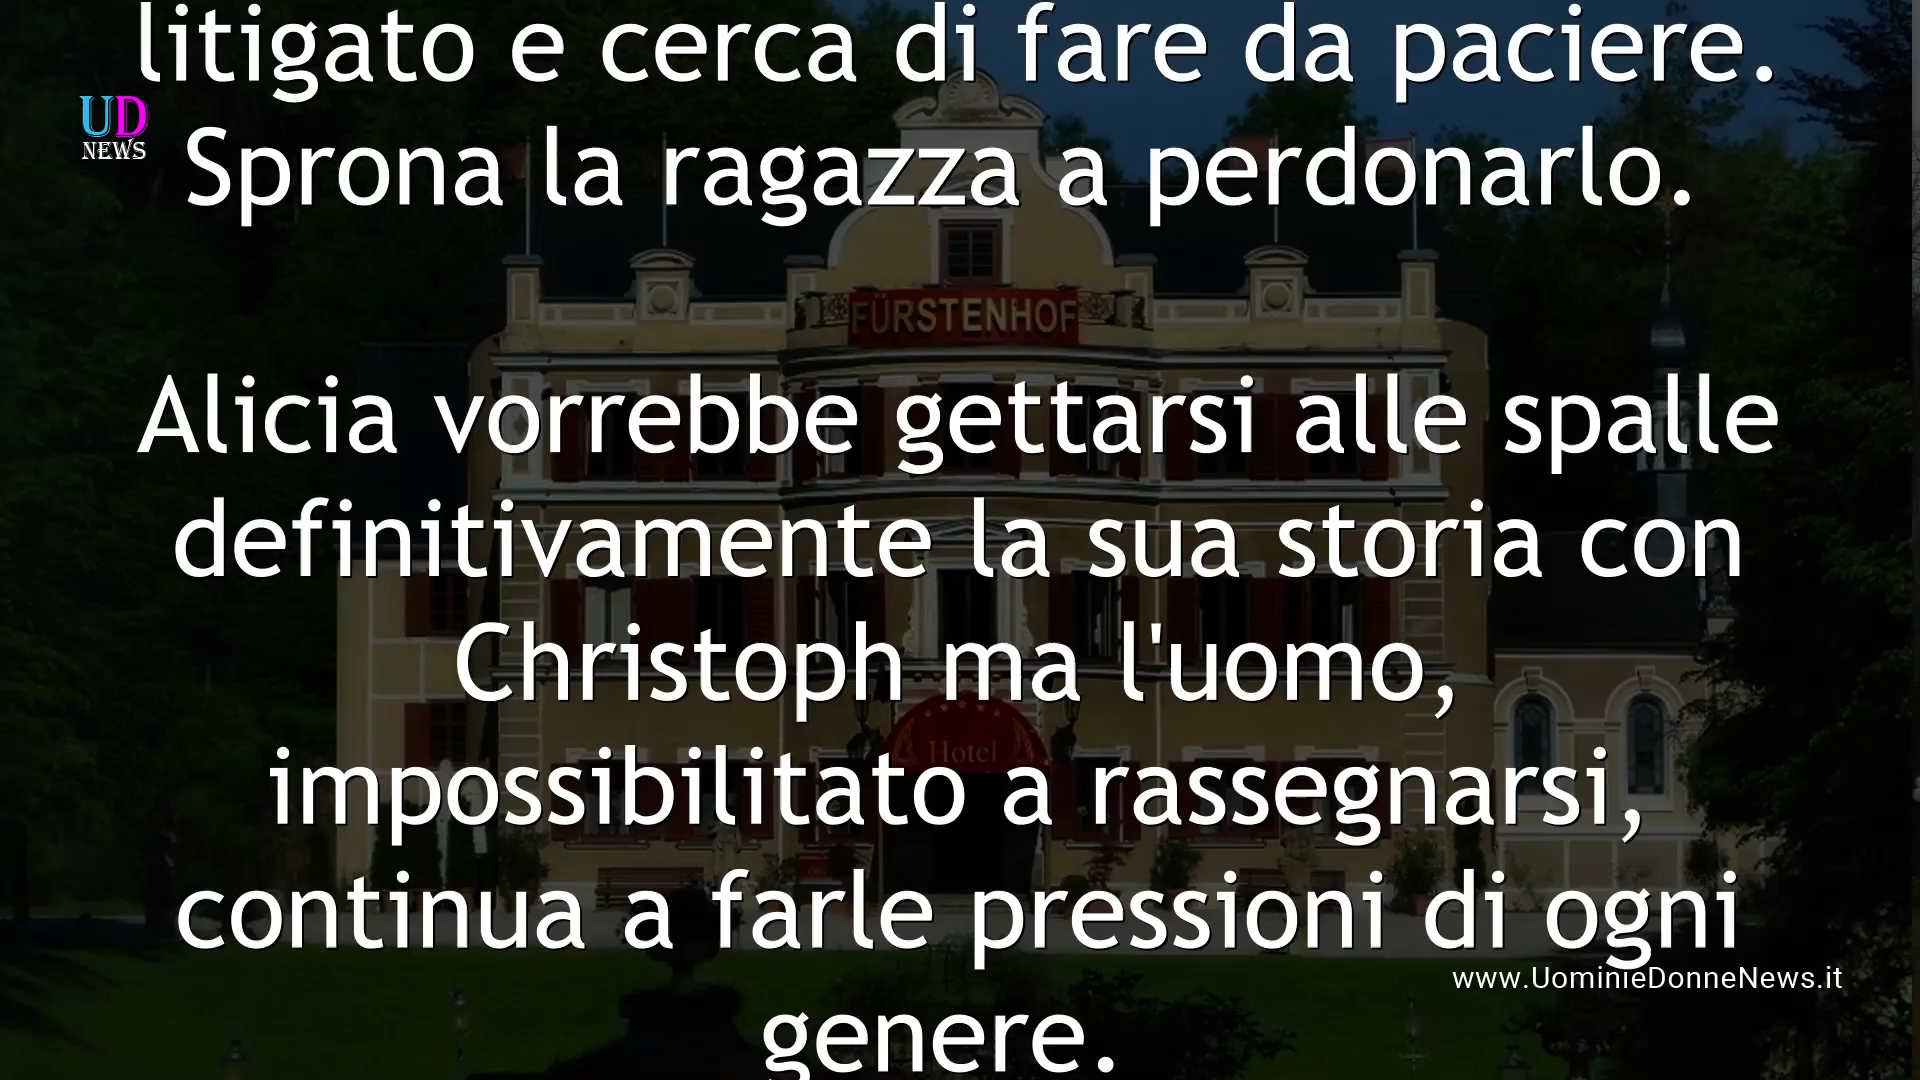 litigato e cerca di fare da paciere.
UD
NEWS
Sprona la ragazza a perdonarlo.
FÜRSTENHOF
Alicia vorrebbe gettarsi alle spalle
definitivamente la sua storia con
Christoph ma l'uomo,
Hotel
impossibilitato a rassegnarsi,
continua a farle pressioni di ogni
www.UominieDonneNews.it
genere.